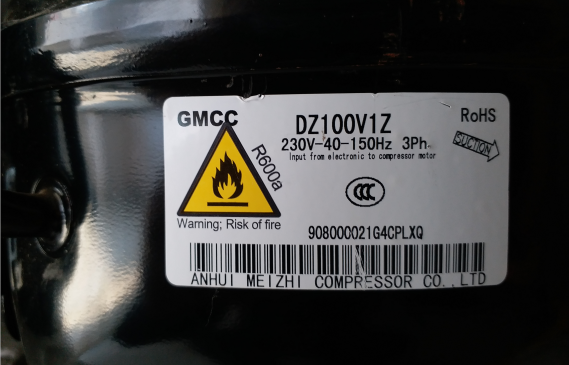 GMCC
DZ100V1Z
RoHS
230V-40-150Hz 3Ph
Input from electronic to compressor motor
SUCTION
R600a
CCC
Warning; Risk of fire
908000021G4CPLXQ
ANHUI MEIZHI COMPRESSOR CO.,LTD